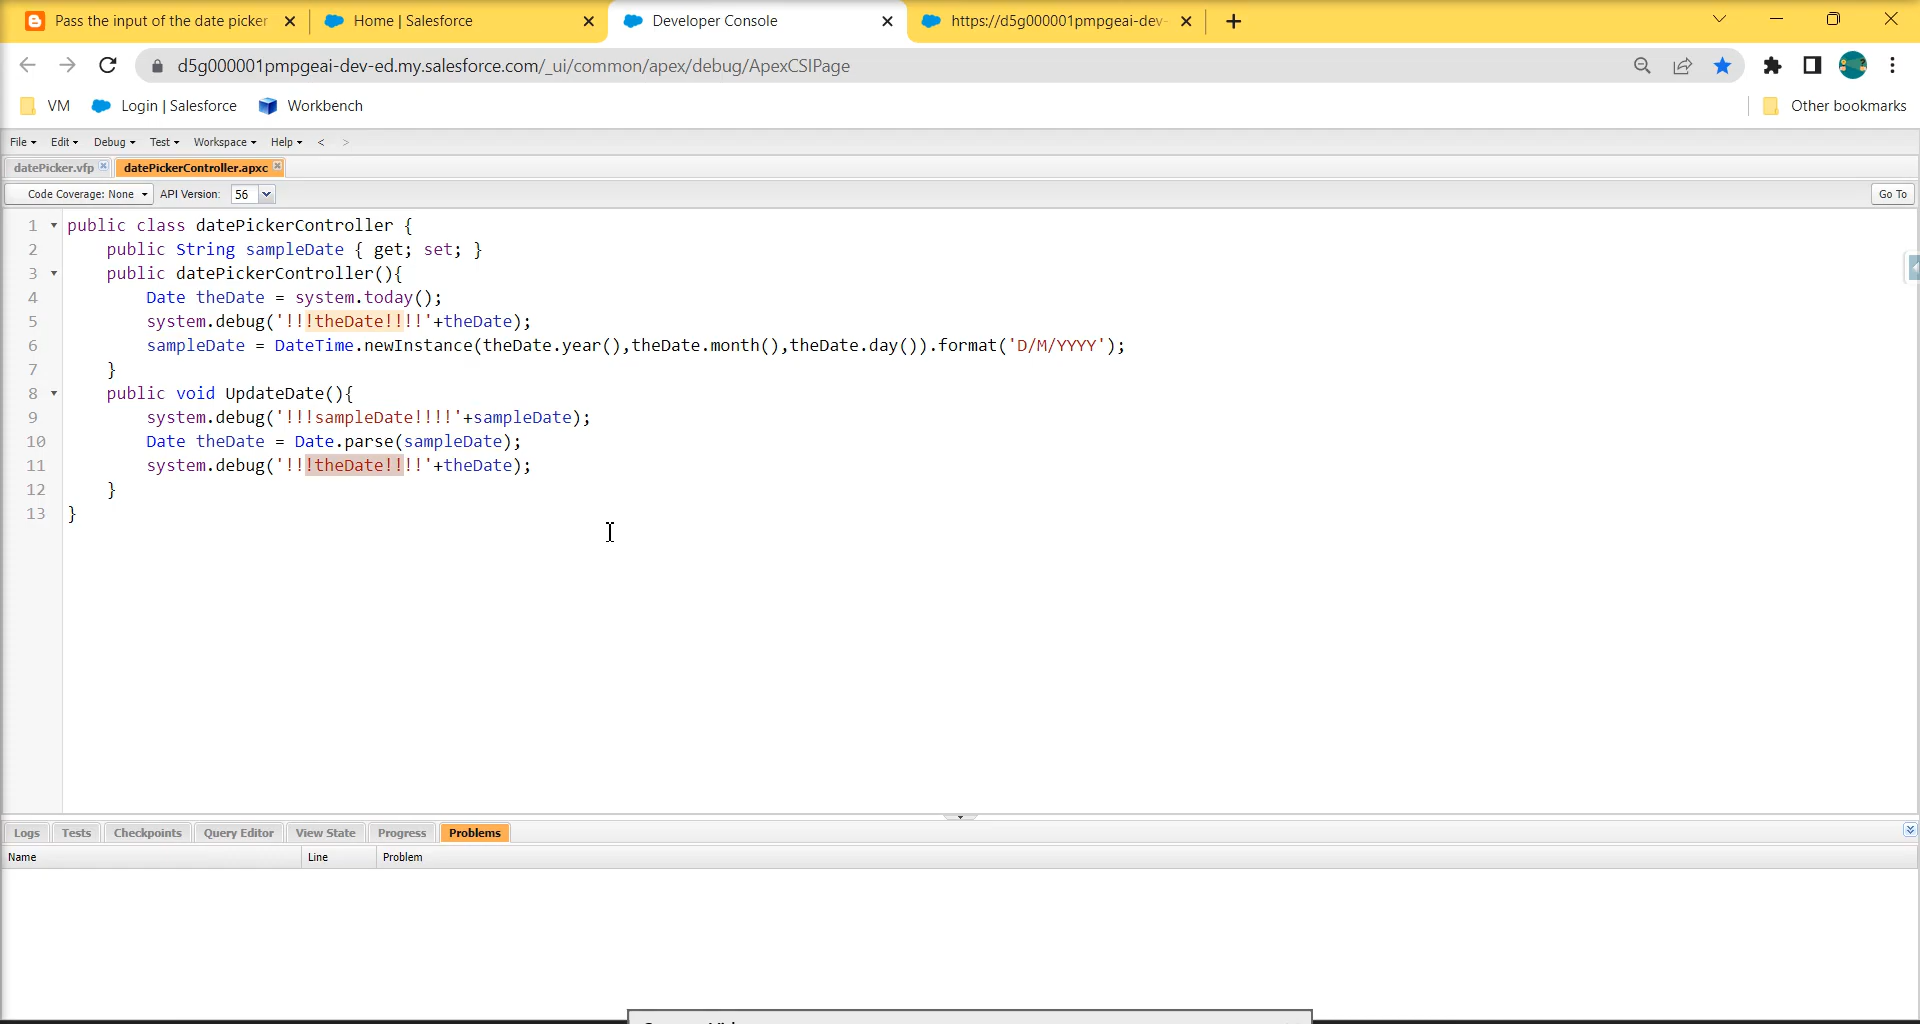 Pass the input of the date picker
Home | Salesforce
Developer Console
https://d5g000001pmpgeai-dev-
d5g000001pmpgeai-dev-ed.my.salesforce.com/_ui/common/apex/debug/ApexCSIPage
VM
Login | Salesforce
Workbench
Other bookmarks
File Edit Debug Test Workspace Help < >
datePicker.vfp
datePickerController.apxc
Code Coverage: None
API Version: 56
Go To
1 public class datePickerController {
2 public String sampleDate { get; set; }
3 public datePickerController(){
4 Date theDate = system.today();
5 system.debug('!!!theDate!!!!'+theDate);
6 sampleDate = DateTime.newInstance(theDate.year(),theDate.month(),theDate.day()).format('D/M/YYYY');
7 }
8 public void UpdateDate(){
9 system.debug('!!!sampleDate!!!!'+sampleDate);
10 Date theDate = Date.parse(sampleDate);
11 system.debug('!!!theDate!!!!'+theDate);
12 }
13 }
Logs Tests Checkpoints Query Editor View State Progress Problems
Name Line Problem